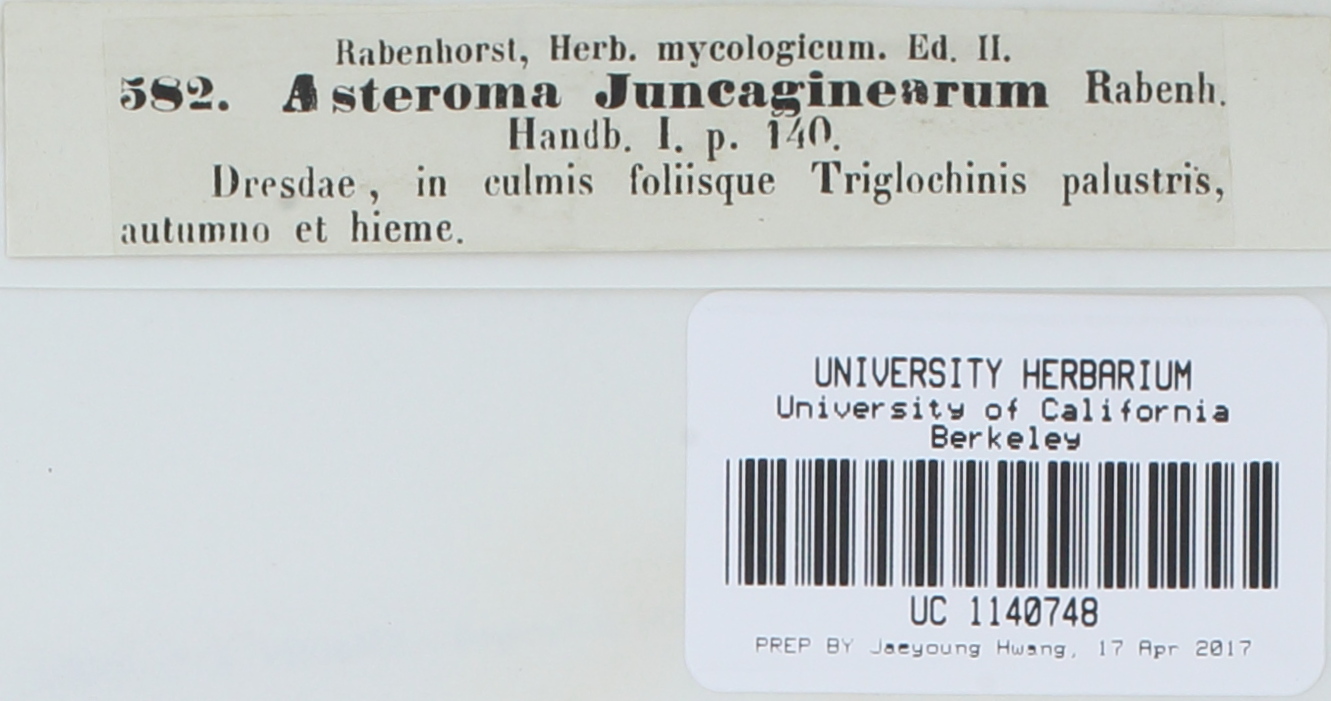 Rabenhorst, Herb. mycologicum. Ed. II.
582. Asteroma Juncaginearum Rabenh.
Handb. I. p. 140.
Dresdae, in culmis foliisque Triglochinis palustris,
autumno et hieme.
UNIVERSITY HERBARIUM
University of California
Berkeley
UC 1140748
PREP BY Jaeyoung Hwang, 17 Apr 2017